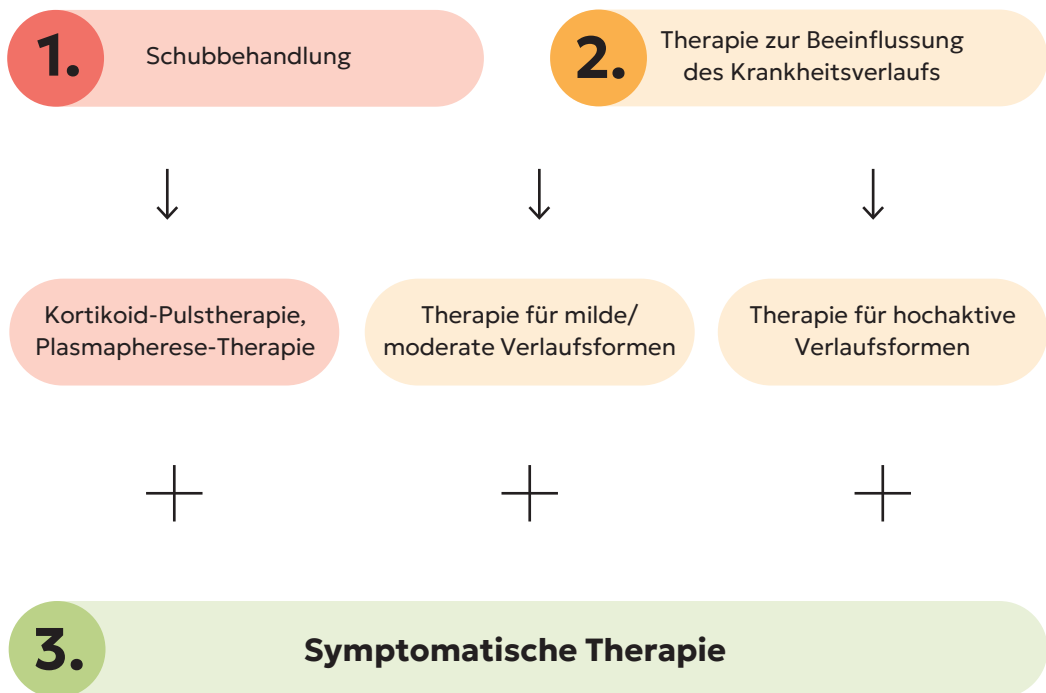 1.
Schubbehandlung
2.
Therapie zur Beeinflussung
des Krankheitsverlaufs
Kortikoid-Pulstherapie,
Plasmapherese-Therapie
Therapie für milde/
moderate Verlaufsformen
Therapie für hochaktive
Verlaufsformen
3.
Symptomatische Therapie